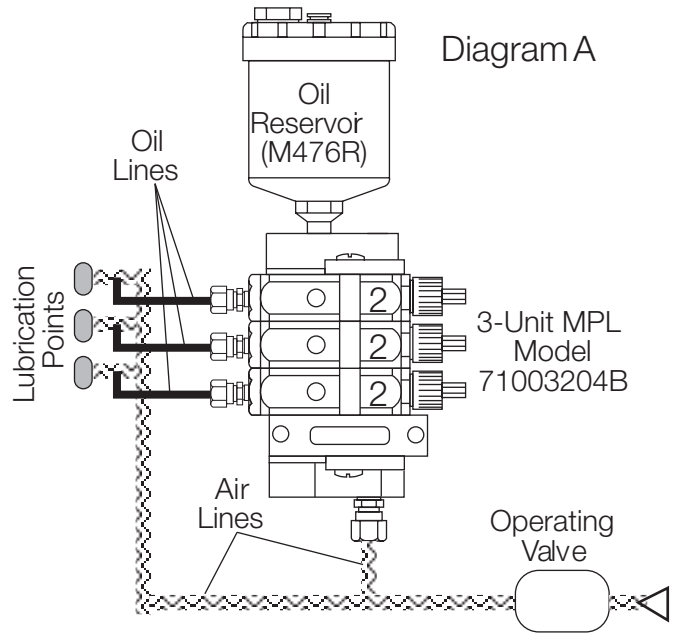 Diagram A
Oil
Reservoir
(M476R)
Oil
Lines
Lubrication
Points
2
2
2
3-Unit MPL
Model
71003204B
Air
Lines
Operating
Valve